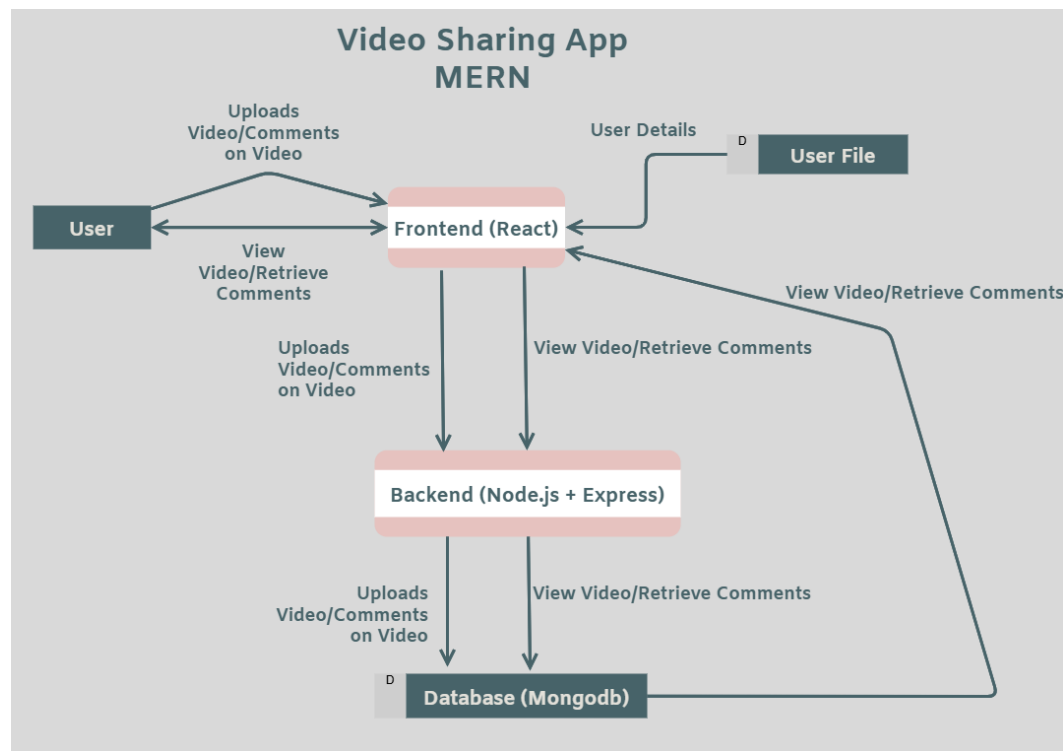 Video Sharing App
MERN
Uploads
Video/Comments
on Video
User Details
D
User File
User
Frontend (React)
View
Video/Retrieve
Comments
View Video/Retrieve Comments
Uploads
Video/Comments
on Video
View Video/Retrieve Comments
Backend (Node.js + Express)
Uploads
Video/Comments
on Video
View Video/Retrieve Comments
D
Database (Mongodb)